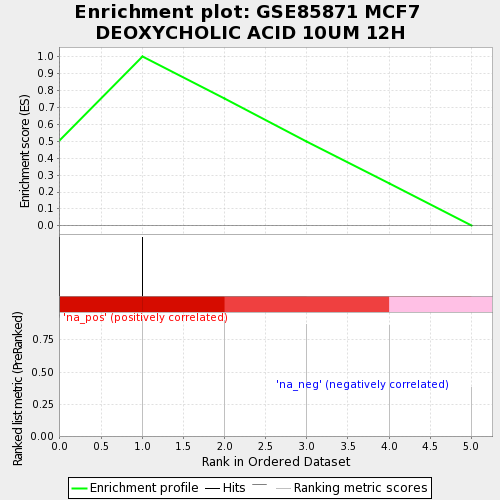 Enrichment plot: GSE85871 MCF7
DEOXYCHOLIC ACID 10UM 12H
Enrichment score (ES)
1.0
0.9
0.8
0.7
0.6
0.5
0.4
0.3
0.2
0.1
0.0
'na_pos' (positively correlated)
Ranked list metric (PreRanked)
0.75
0.50
0.25
0.00
'na_neg' (negatively correlated)
0.0 0.5 1.0 1.5 2.0 2.5 3.0 3.5 4.0 4.5 5.0
Rank in Ordered Dataset
Enrichment profile Hits Ranking metric scores